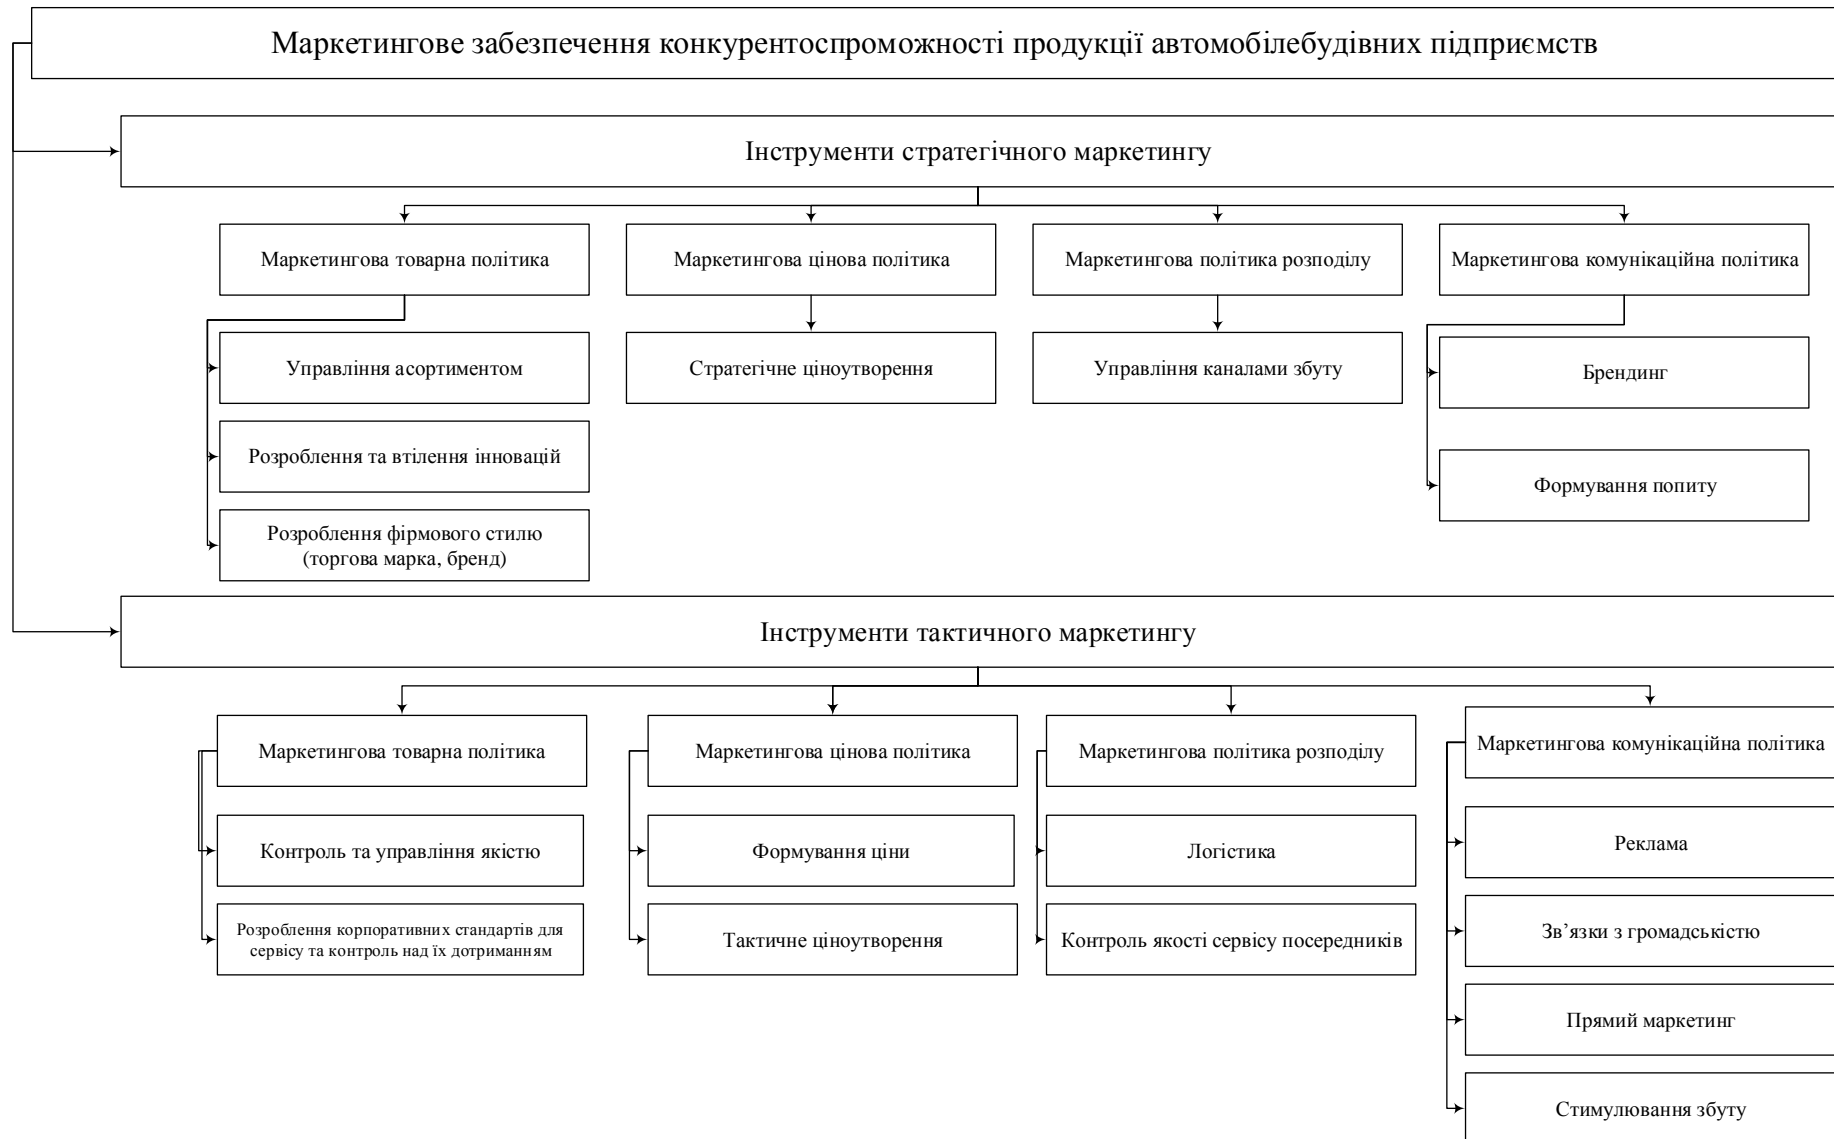 Маркетингове забезпечення конкурентоспроможності продукції автомобілебудівних підприємств
Інструменти стратегічного маркетингу
Маркетингова товарна політика
Маркетингова цінова політика
Маркетингова політика розподілу
Маркетингова комунікаційна політика
Управління асортиментом
Стратегічне ціноутворення
Управління каналами збуту
Брендинг
Розроблення та втілення інновацій
Формування попиту
Розроблення фірмового стилю
(торгова марка, бренд)
Інструменти тактичного маркетингу
Маркетингова товарна політика
Маркетингова цінова політика
Маркетингова політика розподілу
Маркетингова комунікаційна політика
Контроль та управління якістю
Формування ціни
Логістика
Реклама
Розроблення корпоративних стандартів для
сервісу та контроль над їх дотриманням
Тактичне ціноутворення
Контроль якості сервісу посередників
Зв’язки з громадськістю
Прямий маркетинг
Стимулювання збуту